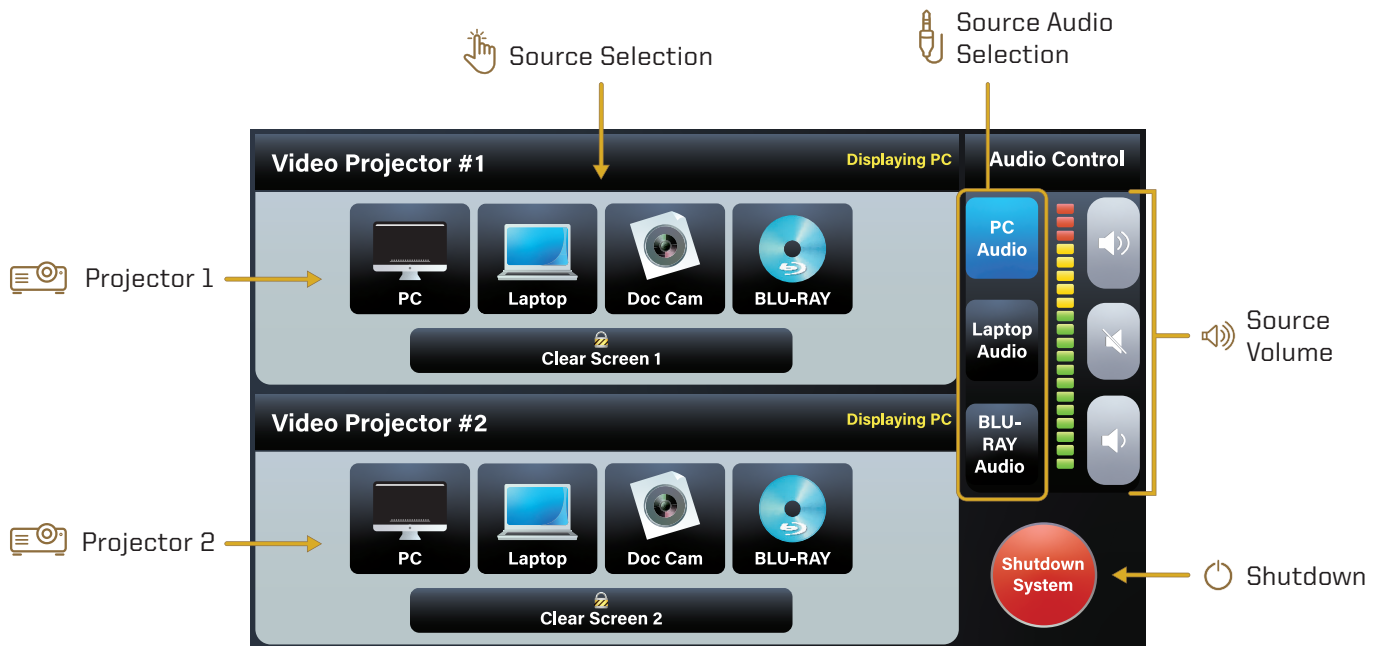 Source Selection
Source Audio
Selection
Video Projector #1
Displaying PC
Audio Control
Projector 1
PC
Laptop
Doc Cam
BLU-RAY
Clear Screen 1
PC
Audio
Laptop
Audio
BLU-
RAY
Audio
Source
Volume
Video Projector #2
Displaying PC
Projector 2
PC
Laptop
Doc Cam
BLU-RAY
Clear Screen 2
Shutdown
System
Shutdown